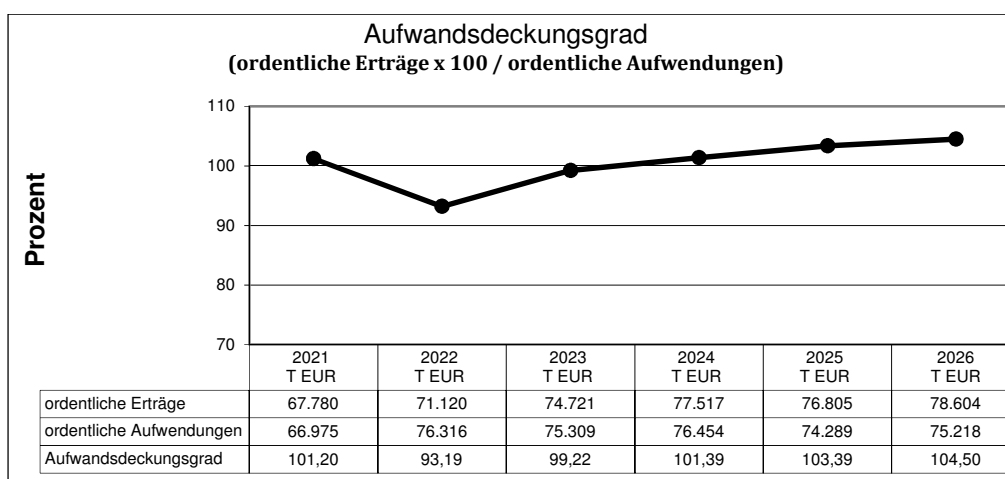 Aufwandsdeckungsgrad
(ordentliche Erträge x 100 / ordentliche Aufwendungen)
Prozent
110
100
90
80
70
2021 2022 2023 2024 2025 2026
T EUR T EUR T EUR T EUR T EUR T EUR
ordentliche Erträge 67.780 71.120 74.721 77.517 76.805 78.604
ordentliche Aufwendungen 66.975 76.316 75.309 76.454 74.289 75.218
Aufwandsdeckungsgrad 101,20 93,19 99,22 101,39 103,39 104,50